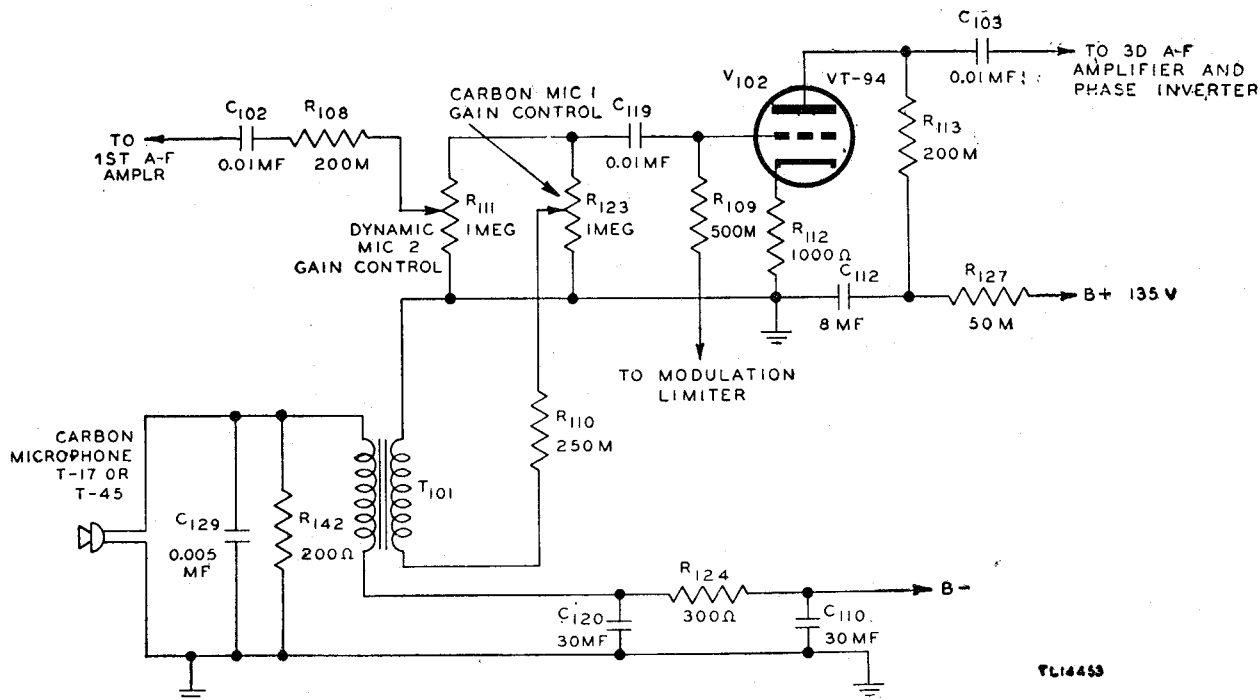 C103
0.01MF
TO 3D A-F
AMPLIFIER AND
PHASE INVERTER
V102
VT-94
CARBON MIC 1
GAIN CONTROL
C102
0.01MF
R108
200M
TO
1ST A-F
AMPLR
C119
0.01MF
R113
200M
R111
1MEG
R123
1MEG
R109
500M
DYNAMIC
MIC 2
GAIN CONTROL
R112
1000Ω
C112
8MF
R127
50M
B+ 135V
TO MODULATION
LIMITER
R110
250M
CARBON
MICROPHONE
T-17 OR
T-45
C129
0.005
MF
R142
200Ω
T101
R124
300Ω
B-
C120
30MF
C110
30MF
TL14453